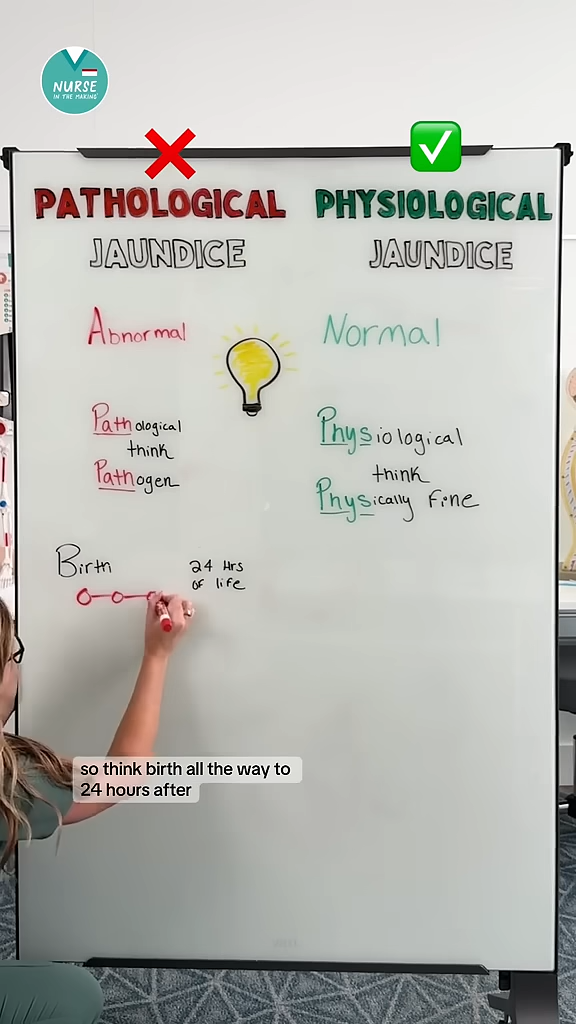 NURSE
IN THE MAKING
PATHOLOGICAL
JAUNDICE
Abnormal
Pathological
think
Pathogen
Birth
24 Hrs
of life
PHYSIOLOGICAL
JAUNDICE
Normal
Physiological
think
Physically Fine
so think birth all the way to
24 hours after